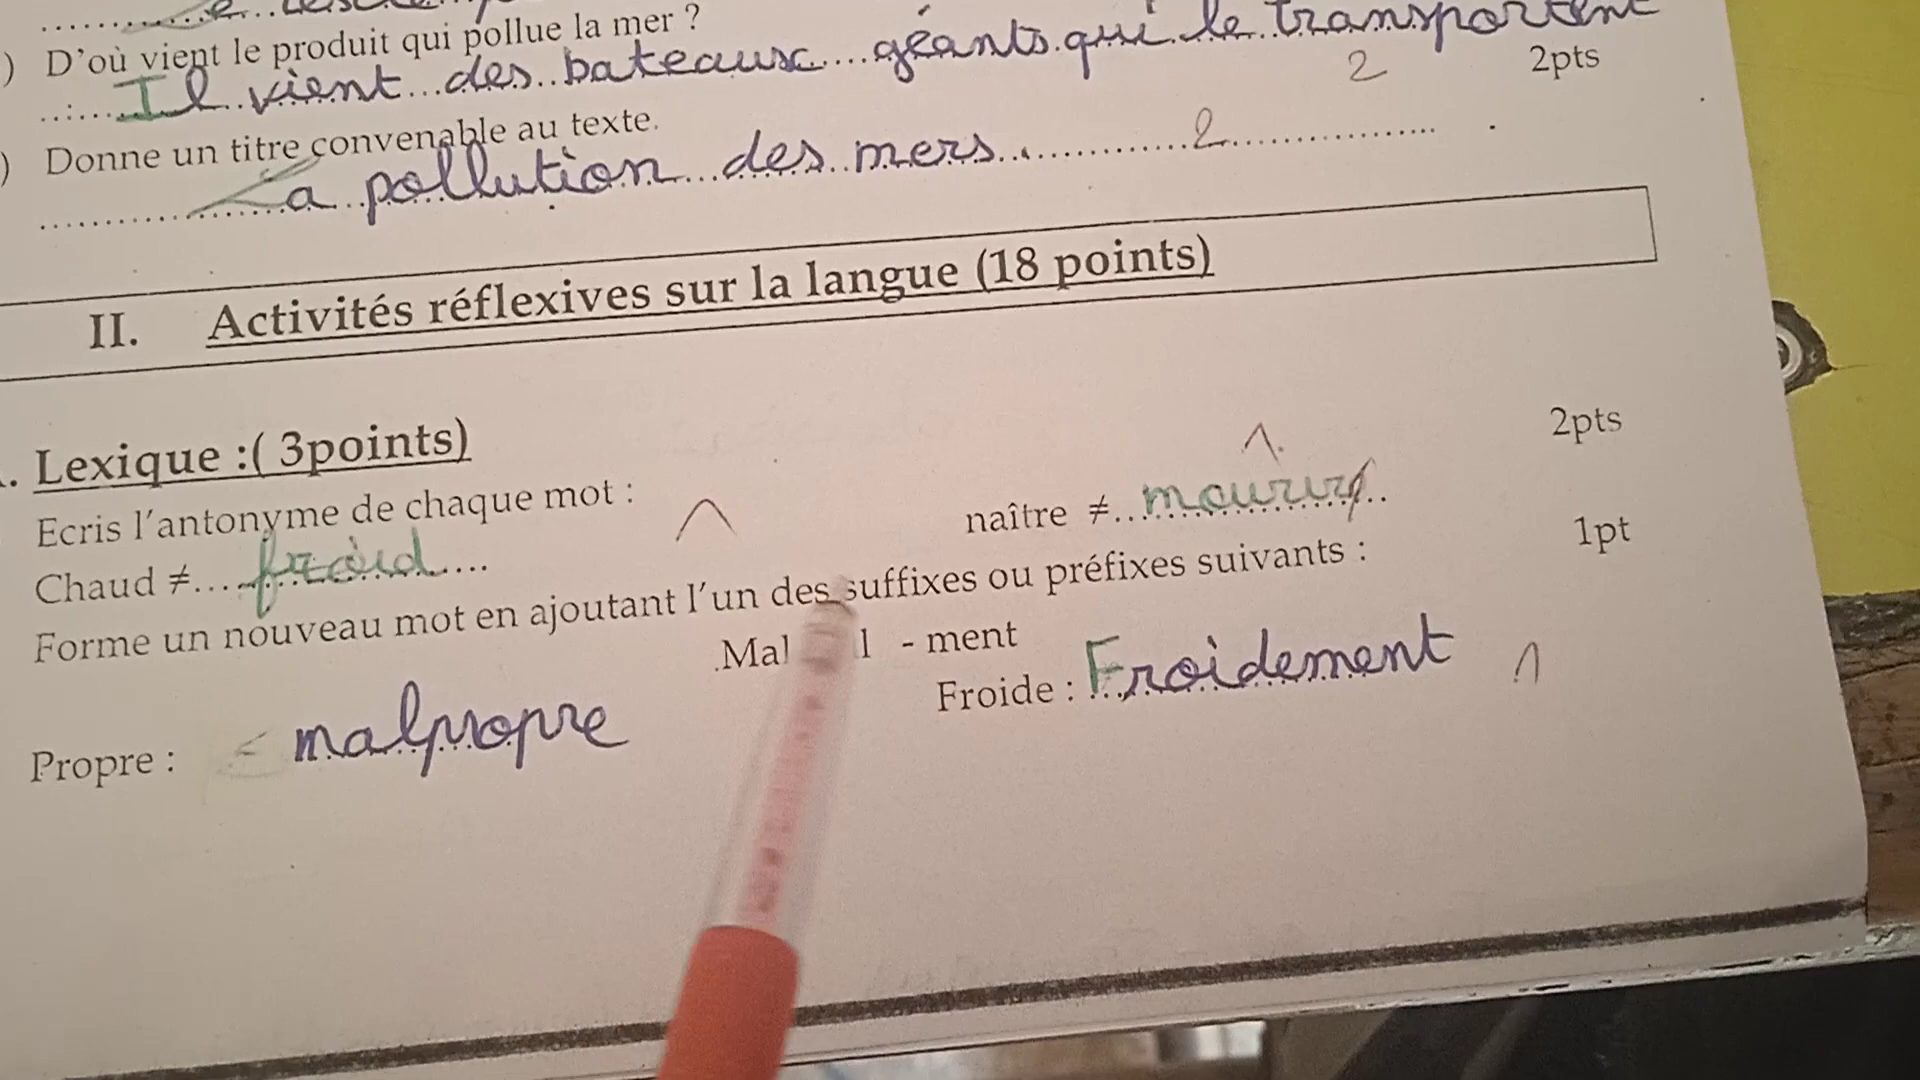 ) D'où vient le produit qui pollue la mer ?
Il vient des bateaux géants qui le transportent
2 2pts
) Donne un titre convenable au texte.
La pollution des mers. 2
II. Activités réflexives sur la langue (18 points)
. Lexique :( 3points)
2pts
Ecris l'antonyme de chaque mot :
Chaud ≠ froid 1 naître ≠ mourir 1
Forme un nouveau mot en ajoutant l'un des suffixes ou préfixes suivants : 1pt
Mal - ment
Propre : malpropre Froide : Froidement 1